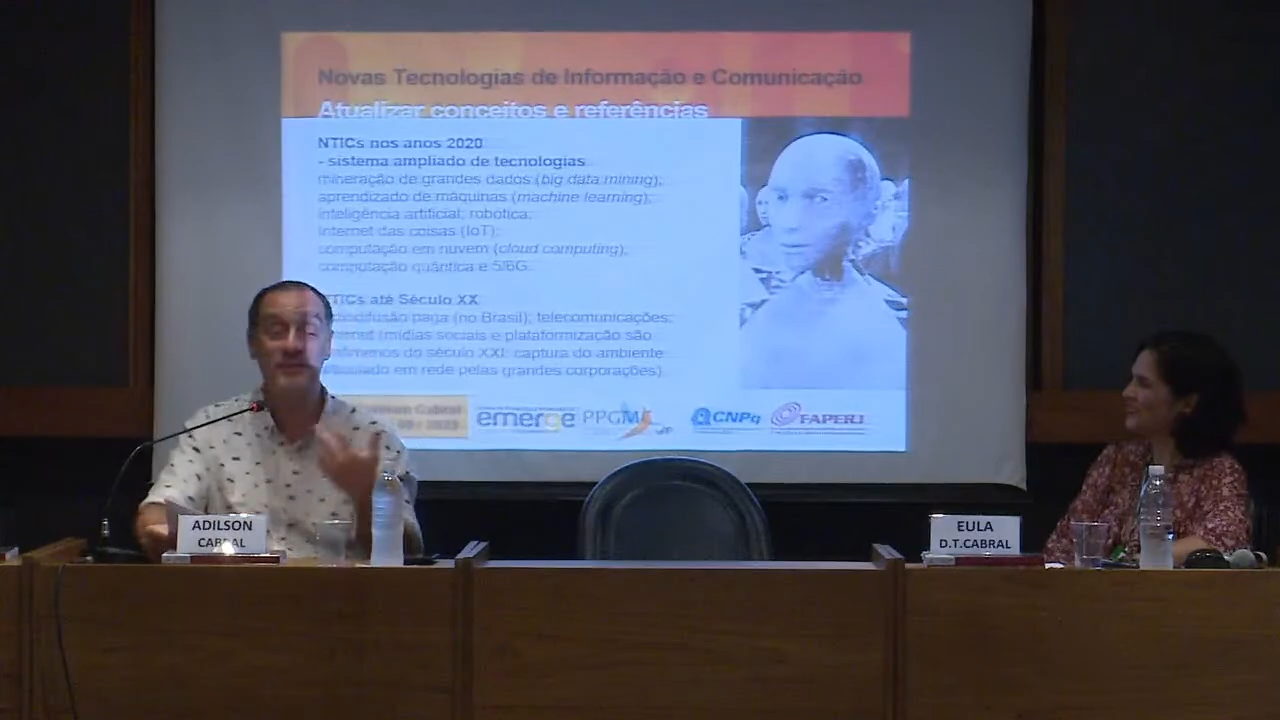 Novas Tecnologias de Informação e Comunicação
Atualizar conceitos e referências
NTICs nos anos 2020
- sistema ampliado de tecnologias
mineração de grandes dados (big data mining);
aprendizado de máquinas (machine learning);
inteligência artificial; robótica;
Internet das coisas (IoT);
computação em nuvem (cloud computing);
computação quântica e 5/6G.
até Século XX
paga (no Brasil); telecomunicações;
(mídias sociais e plataformização são
do século XXI: captura do ambiente
em rede pelas grandes corporações).
Cabral
emerge
PPGM
CNPq
FAPERJ
ADILSON
CABRAL
EULA
D.T.CABRAL